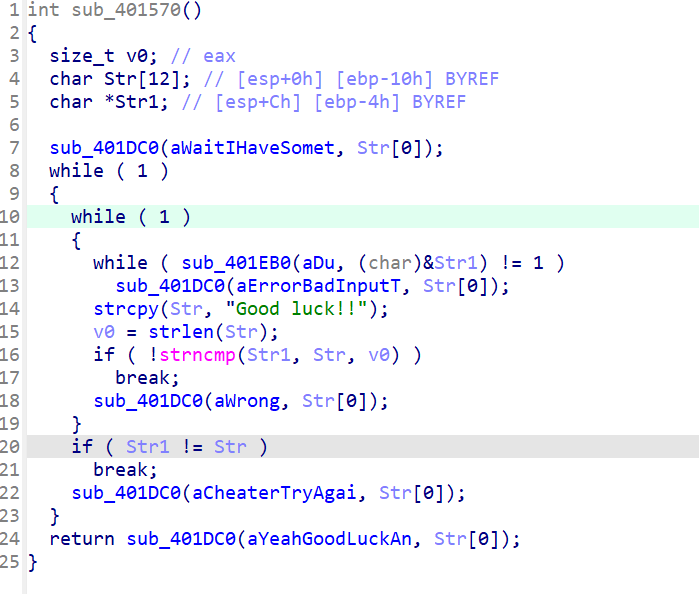 1 int sub_401570()
2 {
3   size_t v0; // eax
4   char Str[12]; // [esp+0h] [ebp-10h] BYREF
5   char *Str1; // [esp+Ch] [ebp-4h] BYREF
6
7   sub_401DC0(aWaitIHaveSomet, Str[0]);
8   while ( 1 )
9   {
10     while ( 1 )
11     {
12       while ( sub_401EB0(aDu, (char)&Str1) != 1 )
13         sub_401DC0(aErrorBadInputT, Str[0]);
14       strcpy(Str, "Good luck!!");
15       v0 = strlen(Str);
16       if ( !strncmp(Str1, Str, v0) )
17         break;
18       sub_401DC0(aWrong, Str[0]);
19     }
20     if ( Str1 != Str )
21       break;
22     sub_401DC0(aCheaterTryAgai, Str[0]);
23   }
24   return sub_401DC0(aYeahGoodLuckAn, Str[0]);
25 }